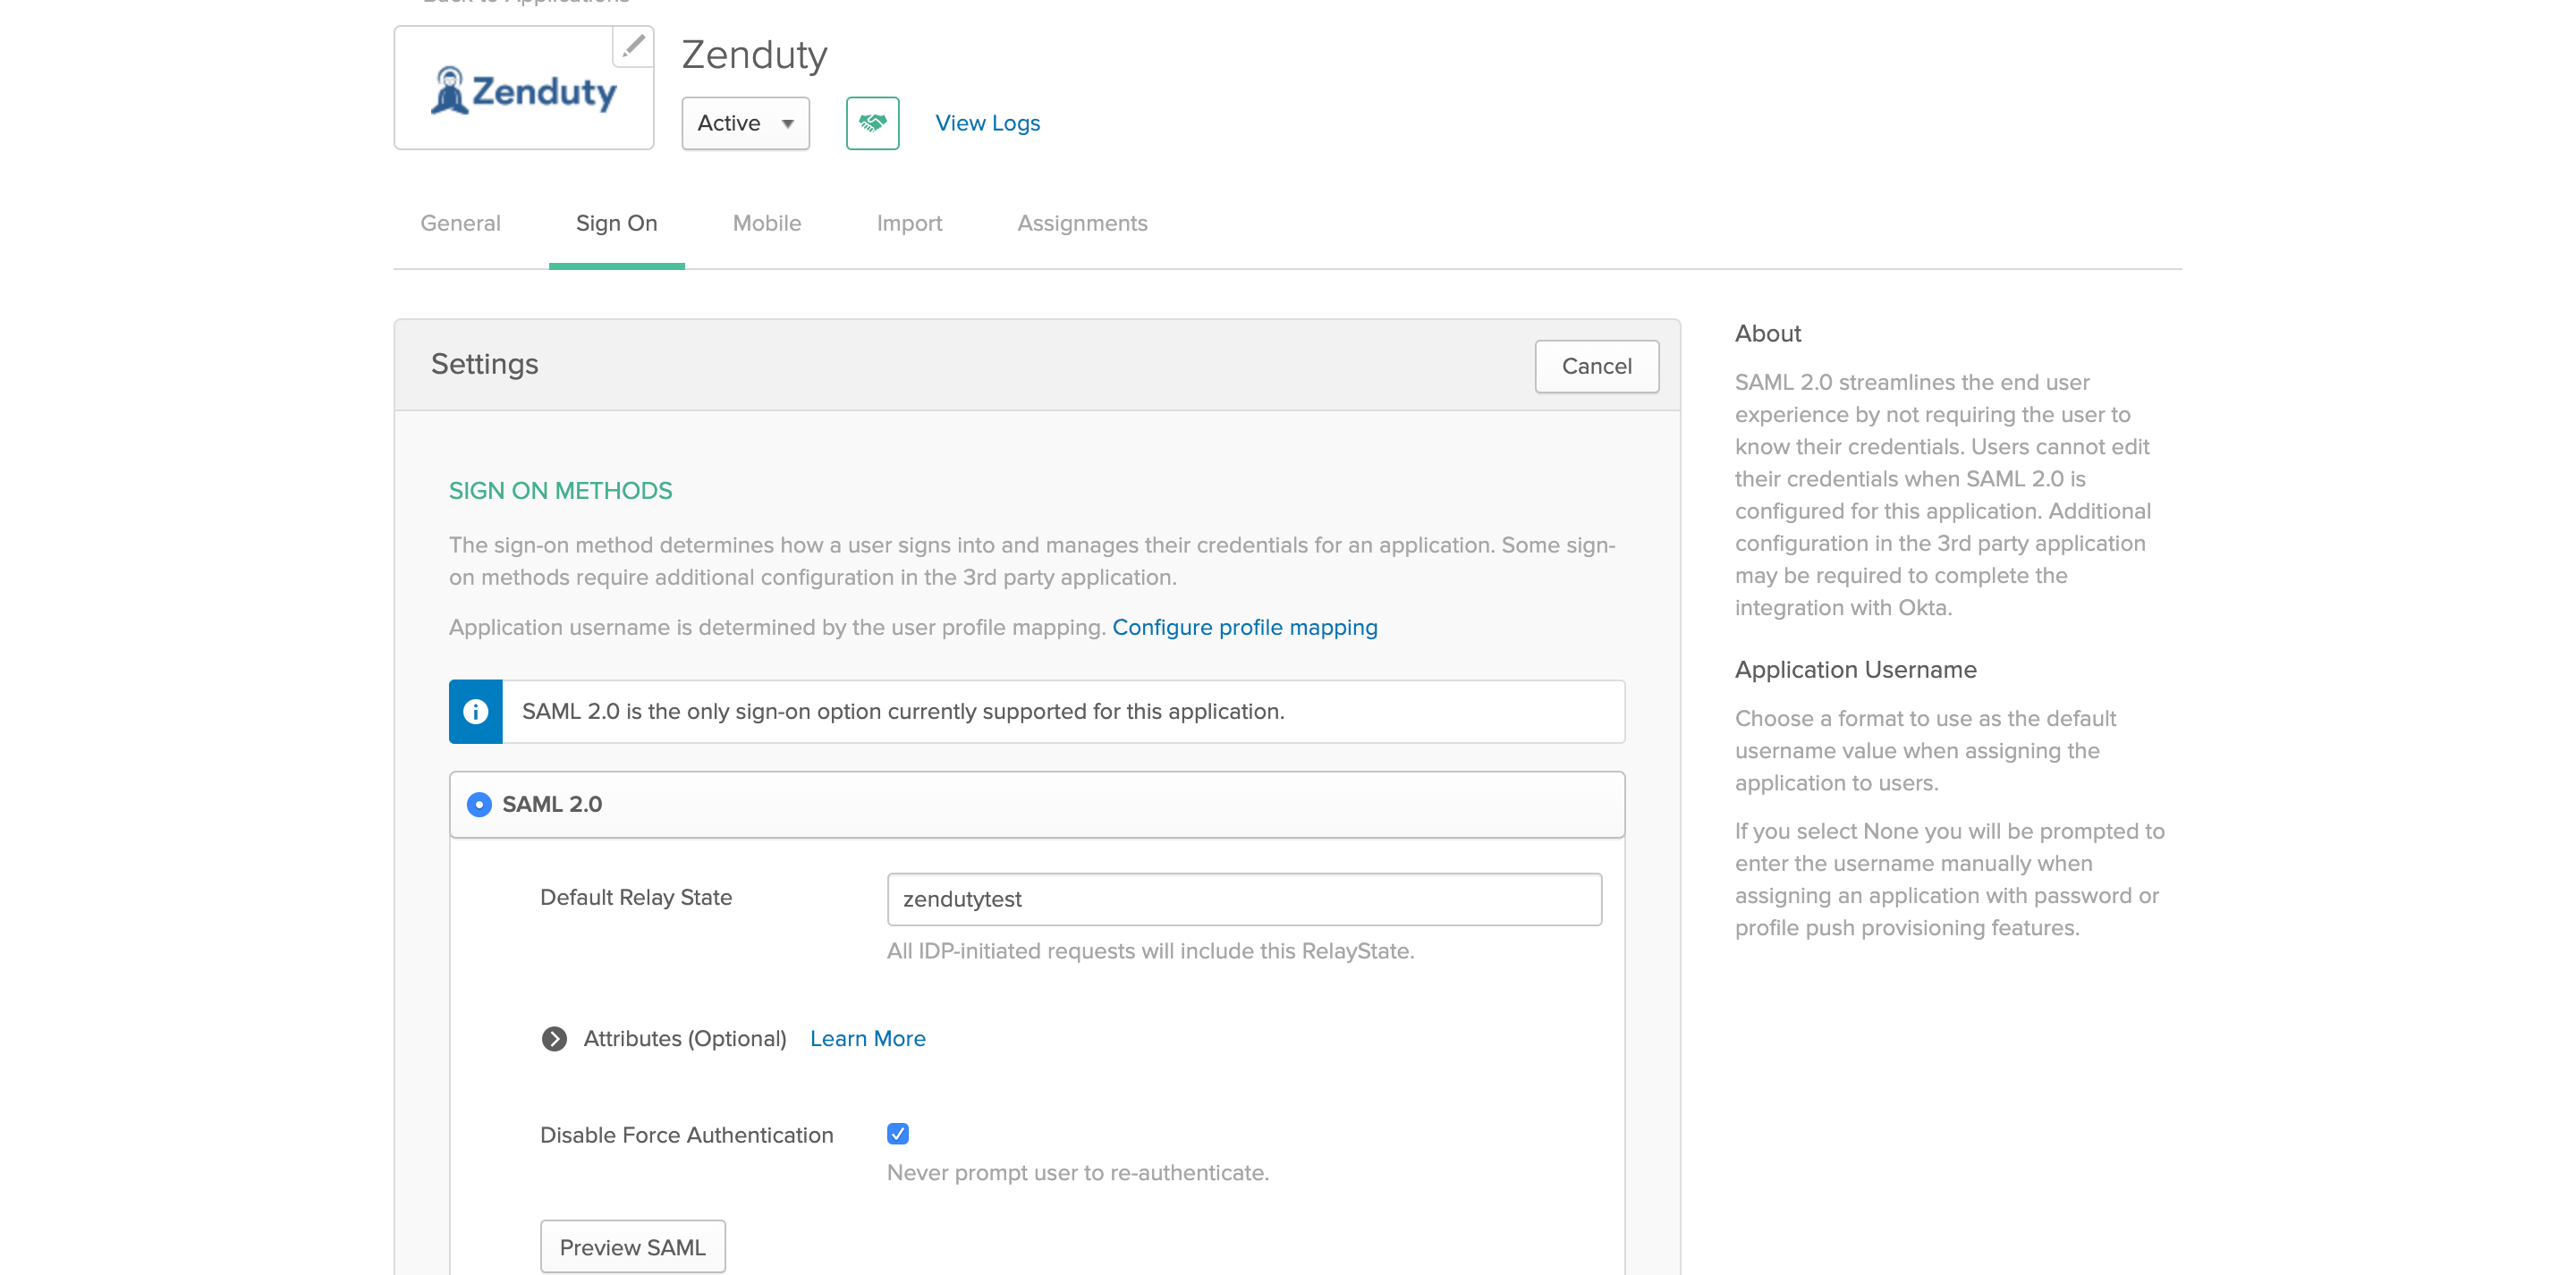 Back to Applications
Zenduty
Zenduty
Active
View Logs
General
Sign On
Mobile
Import
Assignments
Settings
Cancel
SIGN ON METHODS
The sign-on method determines how a user signs into and manages their credentials for an application. Some sign-
on methods require additional configuration in the 3rd party application.
Application username is determined by the user profile mapping. Configure profile mapping
SAML 2.0 is the only sign-on option currently supported for this application.
SAML 2.0
Default Relay State
zendutytest
All IDP-initiated requests will include this RelayState.
Attributes (Optional) Learn More
Disable Force Authentication
Never prompt user to re-authenticate.
Preview SAML
About
SAML 2.0 streamlines the end user
experience by not requiring the user to
know their credentials. Users cannot edit
their credentials when SAML 2.0 is
configured for this application. Additional
configuration in the 3rd party application
may be required to complete the
integration with Okta.
Application Username
Choose a format to use as the default
username value when assigning the
application to users.
If you select None you will be prompted to
enter the username manually when
assigning an application with password or
profile push provisioning features.